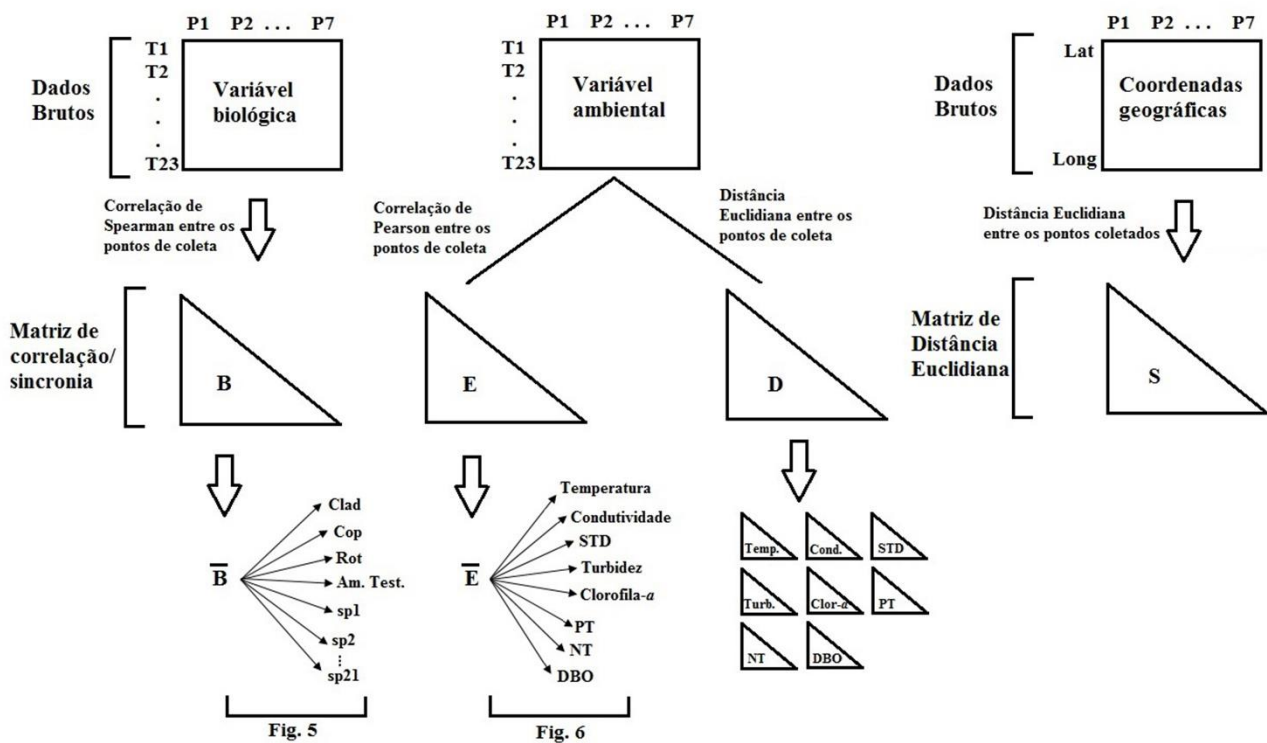 P1 P2 . . . P7
Dados
Brutos
T1
T2
.
.
.
T23
Variável
biológica
P1 P2 . . . P7
T1
T2
.
.
.
T23
Variável
ambiental
P1 P2 . . . P7
Dados
Brutos
Lat
Long
Coordenadas
geográficas
Correlação de
Spearman entre os
pontos de coleta
Correlação de
Pearson entre os
pontos de coleta
Distância
Euclidiana entre os
pontos de coleta
Distância Euclidiana
entre os pontos coletados
Matriz de
correlação/
sincronia
B
E
D
Matriz de
Distância
Euclidiana
S
B
Clad
Cop
Rot
Am. Test.
sp1
sp2
⋮
sp21
Fig. 5
E
Temperatura
Condutividade
STD
Turbidez
Clorofila-a
PT
NT
DBO
Fig. 6
Temp. Cond. STD
Turb. Clor-a PT
NT DBO